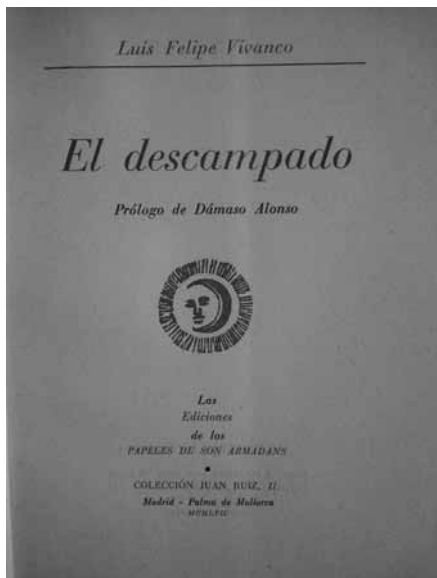 Luis Felipe Vivanco
El descampado
Prólogo de Dámaso Alonso
Las
Ediciones
de los
PAPELES DE SON ARMADANS
COLECCIÓN JUAN RUIZ, II
Madrid - Palma de Mallorca
MCMLVII